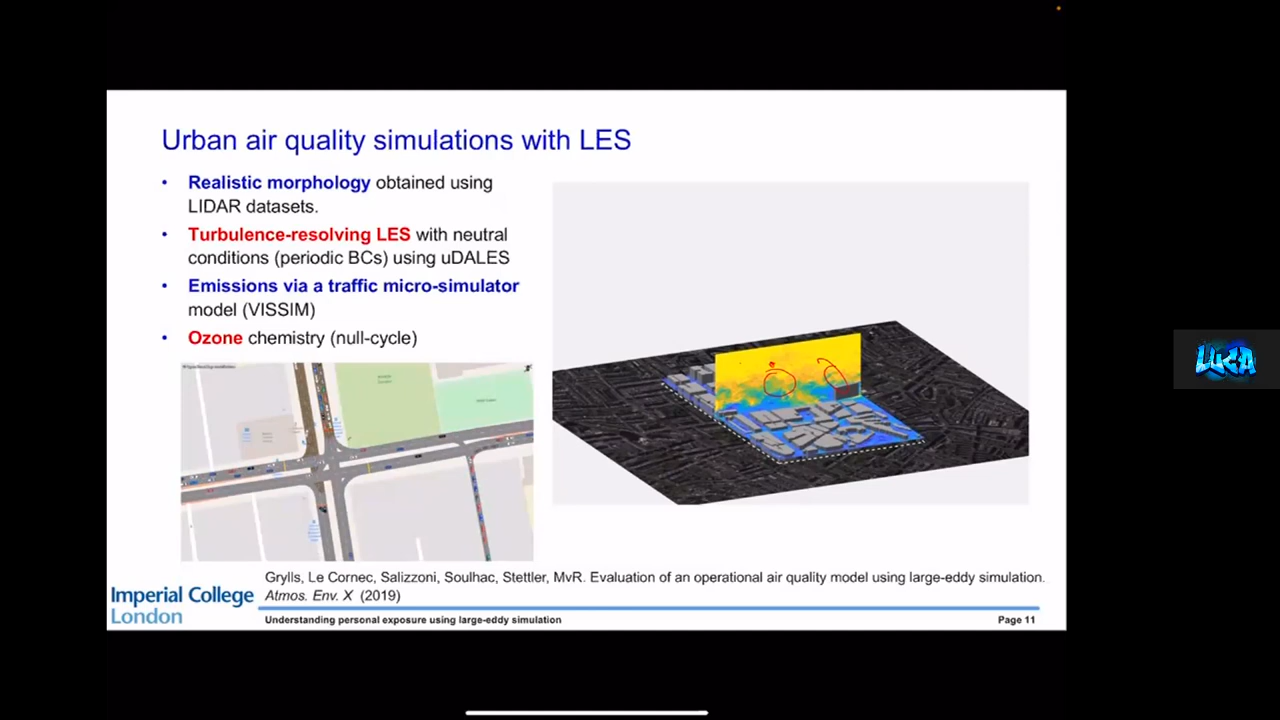 Urban air quality simulations with LES
• Realistic morphology obtained using
LIDAR datasets.
• Turbulence-resolving LES with neutral
conditions (periodic BCs) using uDALES
• Emissions via a traffic micro-simulator
model (VISSIM)
• Ozone chemistry (null-cycle)
LUCA
Grylls, Le Cornec, Salizzoni, Soulhac, Stettler, MvR. Evaluation of an operational air quality model using large-eddy simulation.
Atmos. Env. X (2019)
Imperial College
London
Understanding personal exposure using large-eddy simulation
Page 11